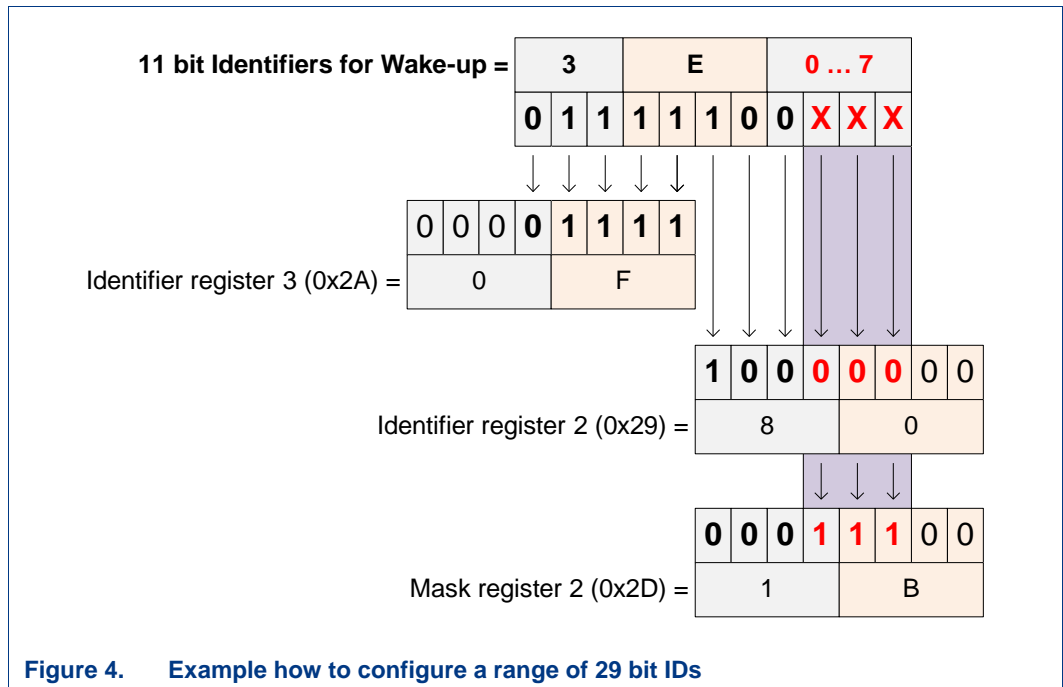 11 bit Identifiers for Wake-up = 3 E 0 ... 7
0 1 1 1 1 1 0 0 X X X
0 0 0 0 1 1 1 1
Identifier register 3 (0x2A) = 0 F
1 0 0 0 0 0 0 0
Identifier register 2 (0x29) = 8 0
0 0 0 1 1 1 0 0
Mask register 2 (0x2D) = 1 B
Figure 4. Example how to configure a range of 29 bit IDs